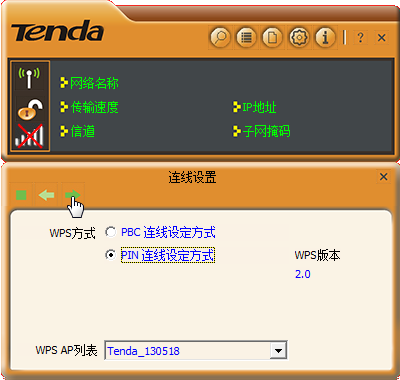 Tenda
网络名称
传输速度
IP地址
信道
子网掩码
连线设置
WPS方式
PBC 连线设定方式
PIN 连线设定方式
WPS版本
2.0
WPS AP列表
Tenda_130518